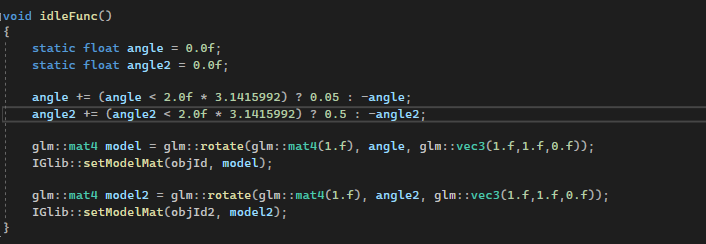 void idleFunc()
{
static float angle = 0.0f;
static float angle2 = 0.0f;
angle += (angle < 2.0f * 3.1415992) ? 0.05 : -angle;
angle2 += (angle2 < 2.0f * 3.1415992) ? 0.5 : -angle2;
glm::mat4 model = glm::rotate(glm::mat4(1.f), angle, glm::vec3(1.f,1.f,0.f));
IGlib::setModelMat(objId, model);
glm::mat4 model2 = glm::rotate(glm::mat4(1.f), angle2, glm::vec3(1.f,1.f,0.f));
IGlib::setModelMat(objId2, model2);
}